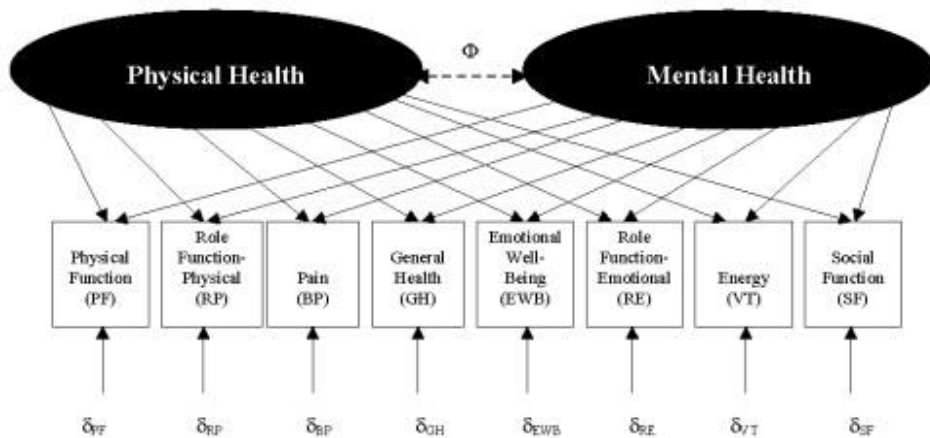 Φ
Physical Health
Mental Health
Physical
Function
(PF)
Role
Function-
Physical
(RP)
Pain
(BP)
General
Health
(GH)
Emotional
Well-
Being
(EWB)
Role
Function-
Emotional
(RE)
Energy
(VT)
Social
Function
(SF)
δPF
δRP
δBP
δGH
δEWB
δRE
δVT
δSF